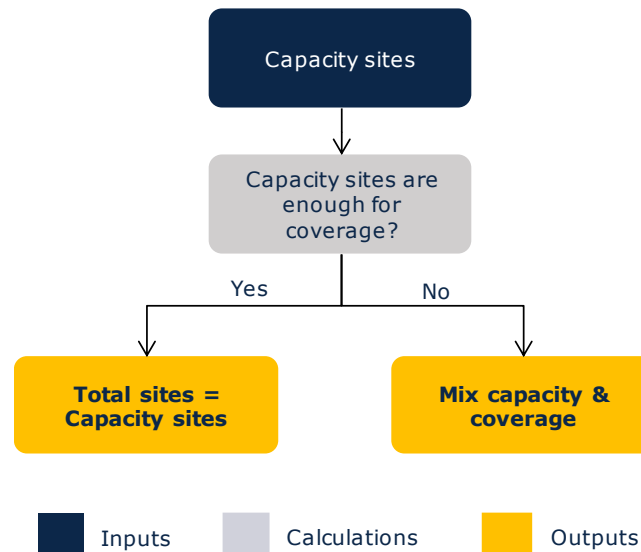 Capacity sites
Capacity sites are
enough for
coverage?
Yes
No
Total sites =
Capacity sites
Mix capacity &
coverage
Inputs
Calculations
Outputs